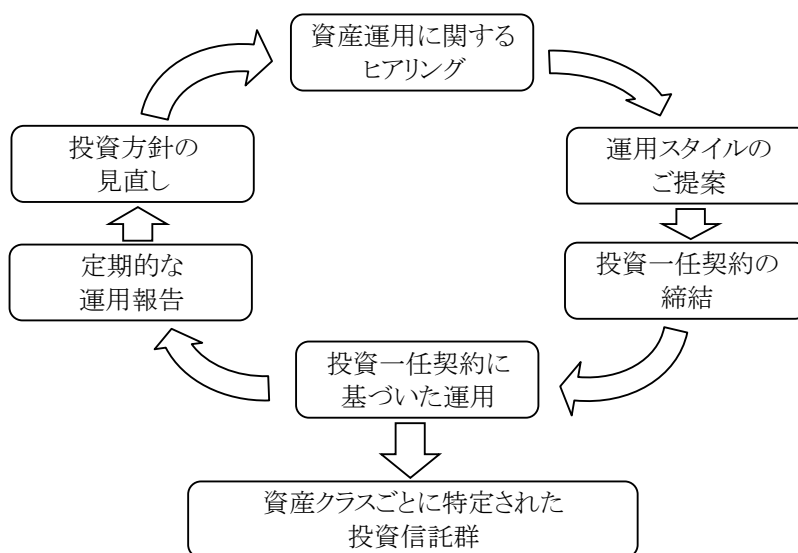 資産運用に関する
ヒアリング
運用スタイルの
ご提案
投資一任契約の
締結
投資一任契約に
基づいた運用
資産クラスごとに特定された
投資信託群
定期的な
運用報告
投資方針の
見直し